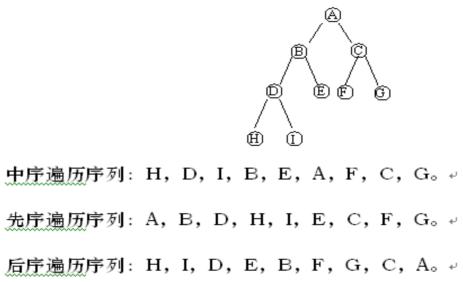 A
B C
D E F G
H I
中序遍历序列：H，D，I，B，E，A，F，C，G。
先序遍历序列：A，B，D，H，I，E，C，F，G。
后序遍历序列：H，I，D，E，B，F，G，C，A。